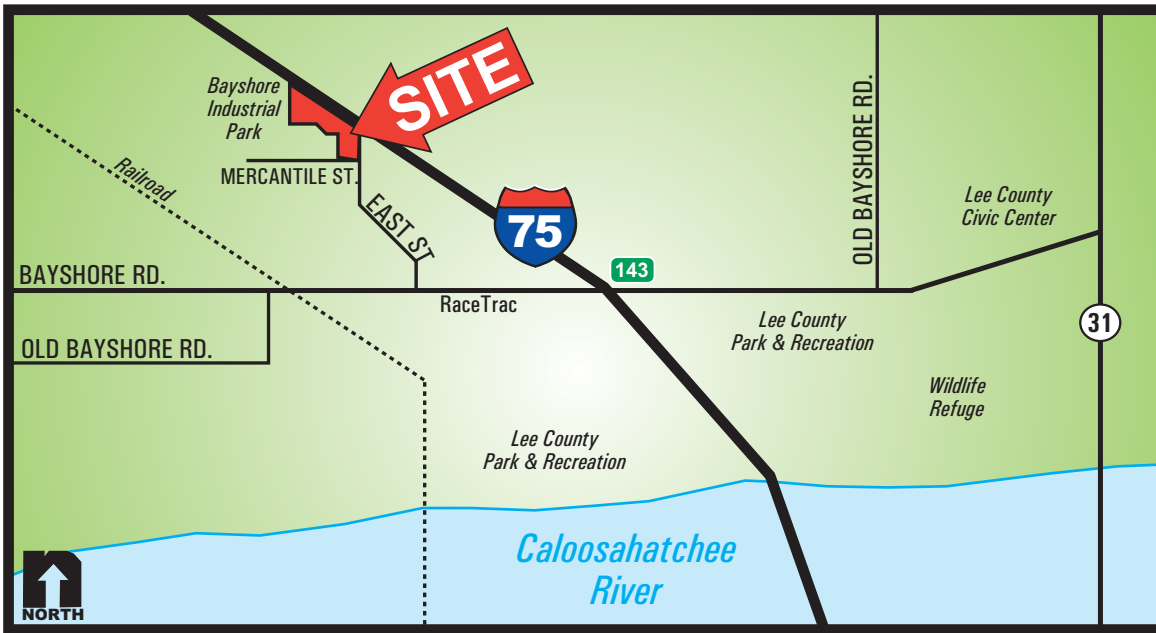 Bayshore
Industrial
Park
SITE
OLD BAYSHORE RD.
MERCANTILE ST.
Railroad
EAST ST
Lee County
Civic Center
75
143
BAYSHORE RD.
RaceTrac
Lee County
Park & Recreation
31
OLD BAYSHORE RD.
Wildlife
Refuge
Lee County
Park & Recreation
Caloosahatchee
River
n
NORTH